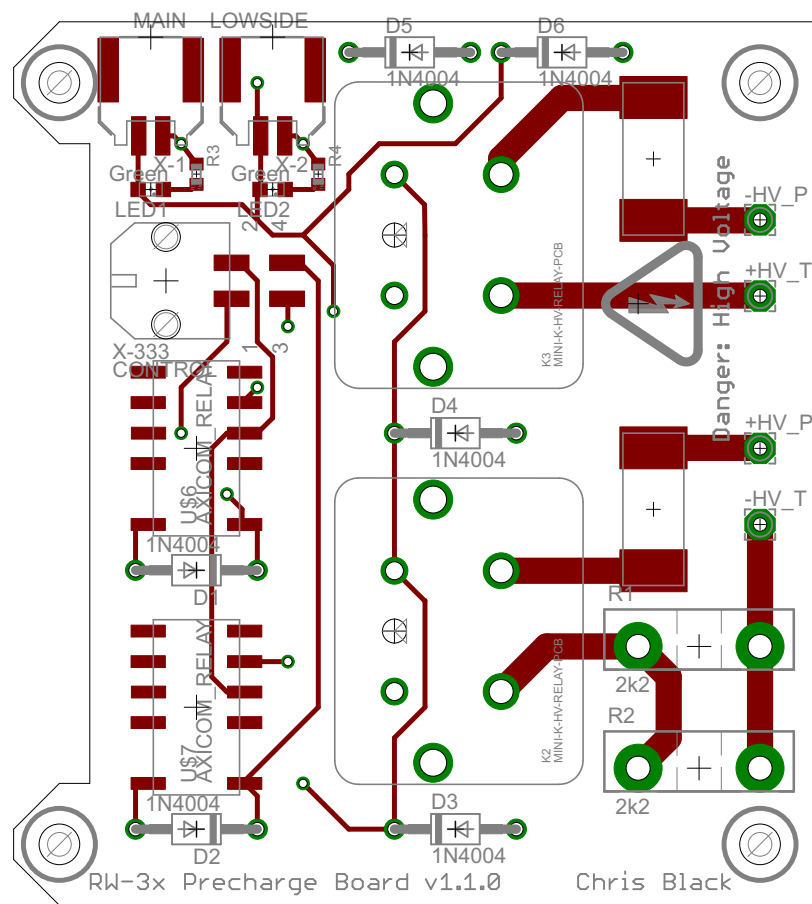 MAIN LOWSIDE
D5
D6
1N4004
1N4004
X-1
R3
X-2
R4
Green
Green
LED1
LED2
2
4
-HV_P
+HV_T
Danger: High Voltage
X-333
CONTROL
1
3
K3
MINI-K-HV-RELAY-PCB
U$6
AXICOM_RELAY
D4
1N4004
+HV_P
-HV_T
1N4004
D1
R1
2k2
K2
MINI-K-HV-RELAY-PCB
U$7
AXICOM_RELAY
R2
2k2
1N4004
D2
D3
1N4004
RW-3x Precharge Board v1.1.0
Chris Black